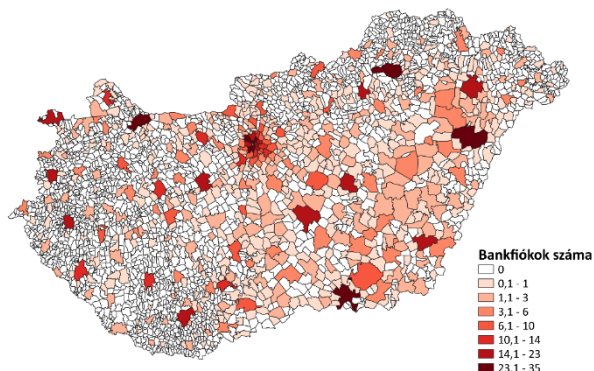 Bankfiókok száma
0
0,1 - 1
1,1 - 3
3,1 - 6
6,1 - 10
10,1 - 14
14,1 - 23
23,1 - 35